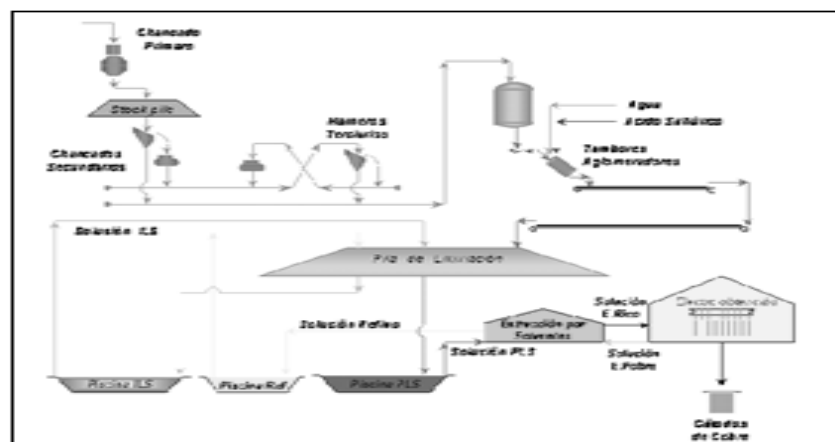 Chancado
Primario
Stock pile
Chancados
Secundarios
Harneros
Terciarios
Agua
Acido Sulfúrico
Tambores
Aglomeradores
Solución ILS
Pila de Lixiviación
Solución Refino
Solución PLS
Extracción por
Solventes
Solución
E.Rico
Solución
E.Pobre
Piscina ILS
Piscina Ref
Piscina PLS
Cátodos
de Cobre